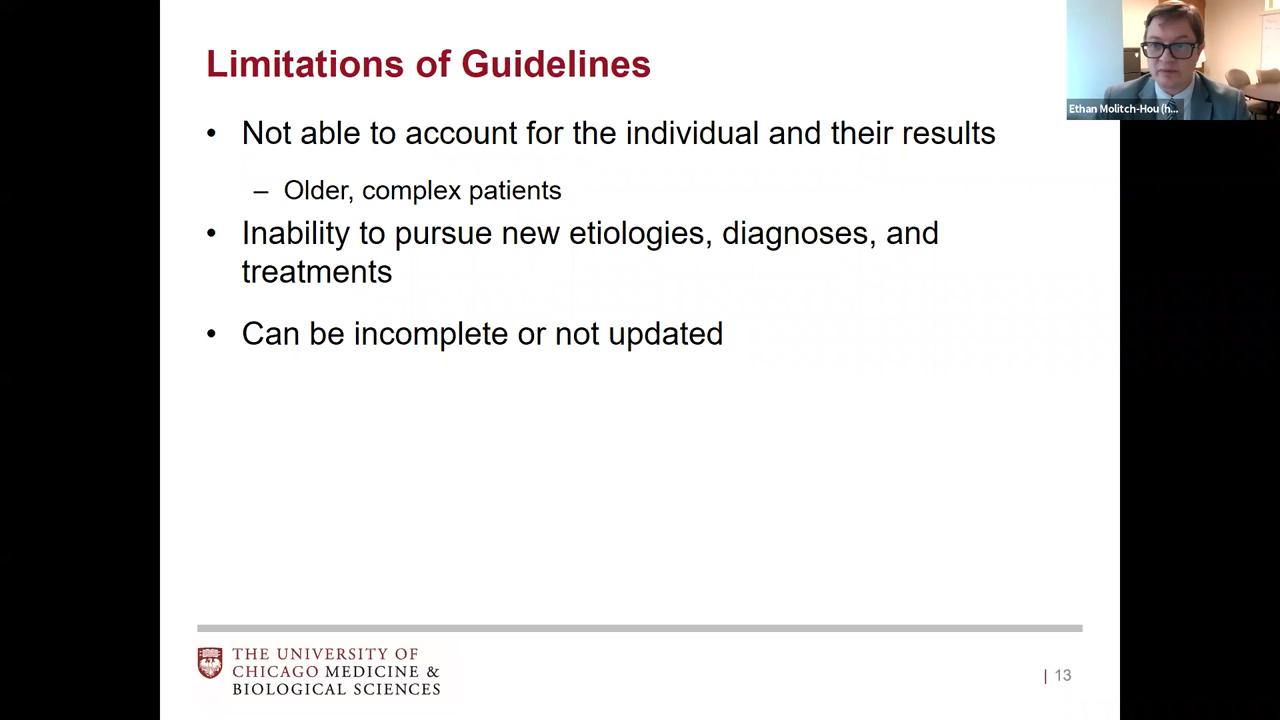 Limitations of Guidelines
• Not able to account for the individual and their results
– Older, complex patients
• Inability to pursue new etiologies, diagnoses, and
treatments
• Can be incomplete or not updated
THE UNIVERSITY OF
CHICAGO MEDICINE &
BIOLOGICAL SCIENCES
| 13
Ethan Molitch-Hou (h...